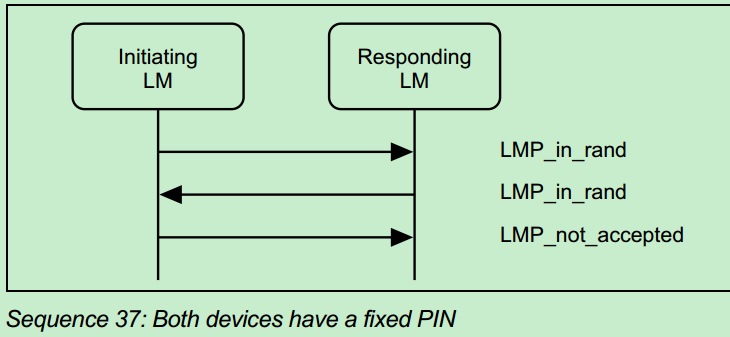 Initiating
LM
Responding
LM
LMP_in_rand
LMP_in_rand
LMP_not_accepted
Sequence 37: Both devices have a fixed PIN